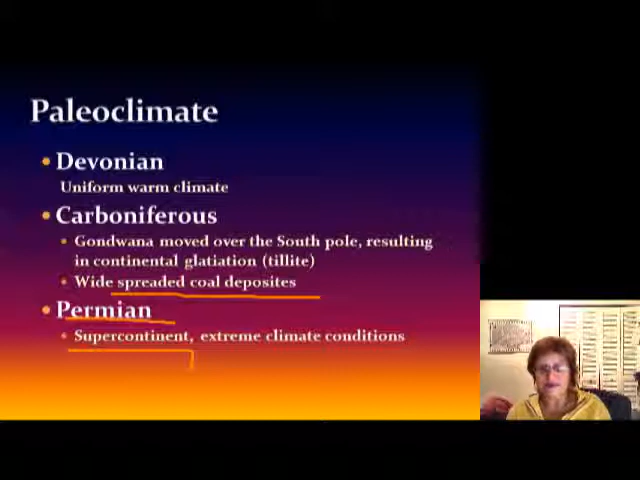 Paleoclimate
• Devonian
Uniform warm climate
• Carboniferous
• Gondwana moved over the South pole, resulting
in continental glatiation (tillite)
• Wide spreaded coal deposites
• Permian
• Supercontinent, extreme climate conditions